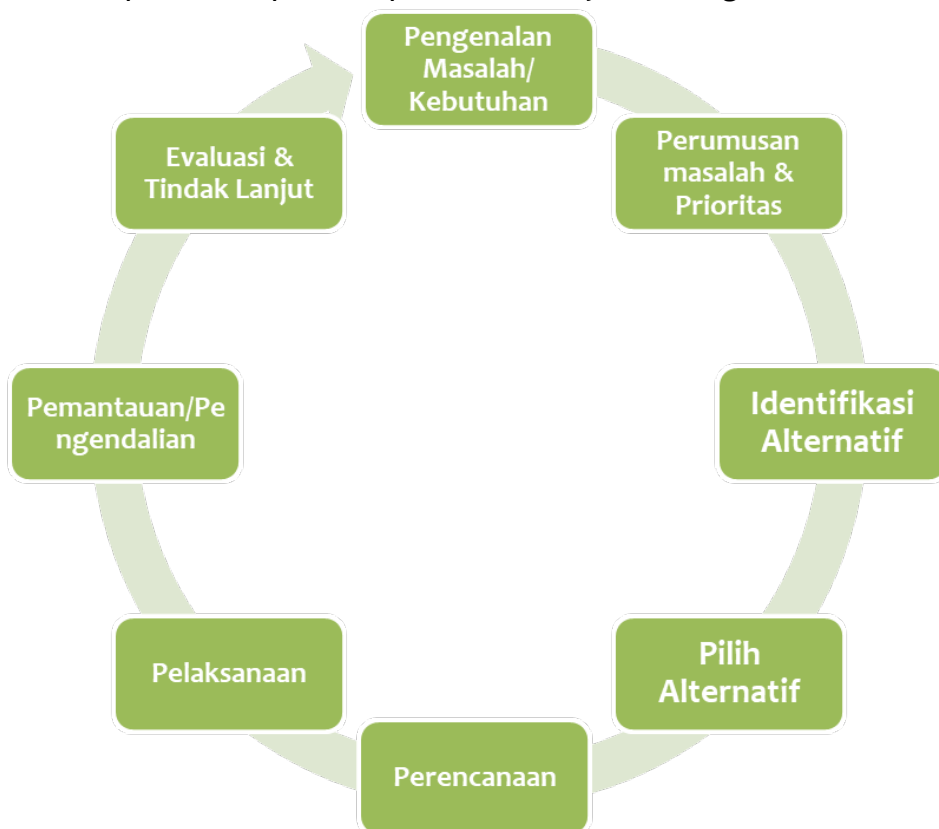 Pengenalan
Masalah/
Kebutuhan
Perumusan
masalah &
Prioritas
Identifikasi
Alternatif
Pilih
Alternatif
Perencanaan
Pelaksanaan
Pemantauan/Pe
ngendalian
Evaluasi &
Tindak Lanjut